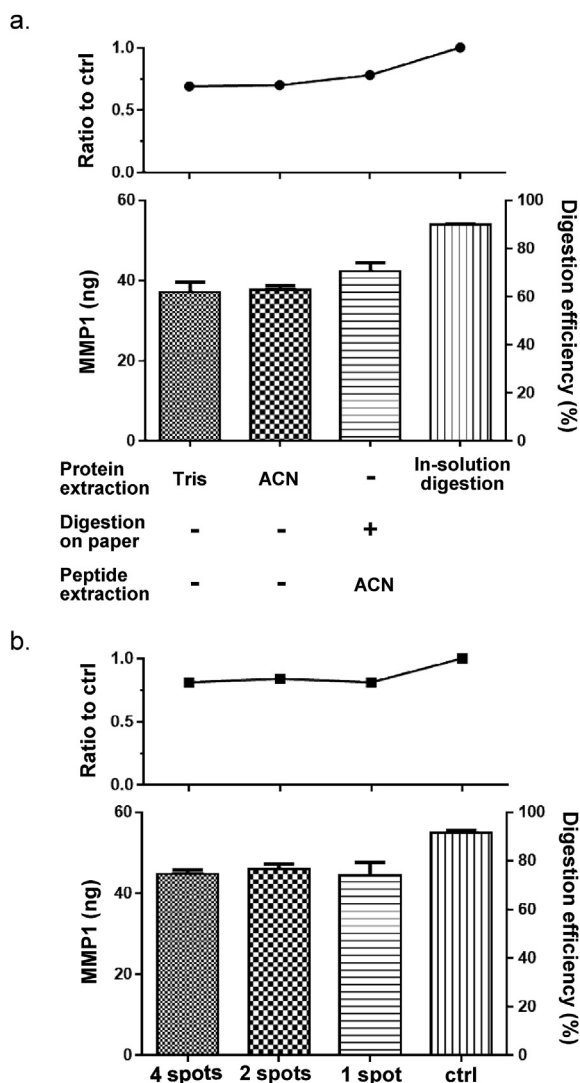 a.
Ratio to ctrl
1.0
0.5
0.0
MMP1 (ng)
60
40
20
0
100
80
60
40
20
0
Digestion efficiency (%)
Protein extraction Tris ACN - In-solution digestion
Digestion on paper - - +
Peptide extraction - - ACN
b.
Ratio to ctrl
1.0
0.5
0.0
MMP1 (ng)
60
40
20
0
100
80
60
40
20
0
Digestion efficiency (%)
4 spots 2 spots 1 spot ctrl